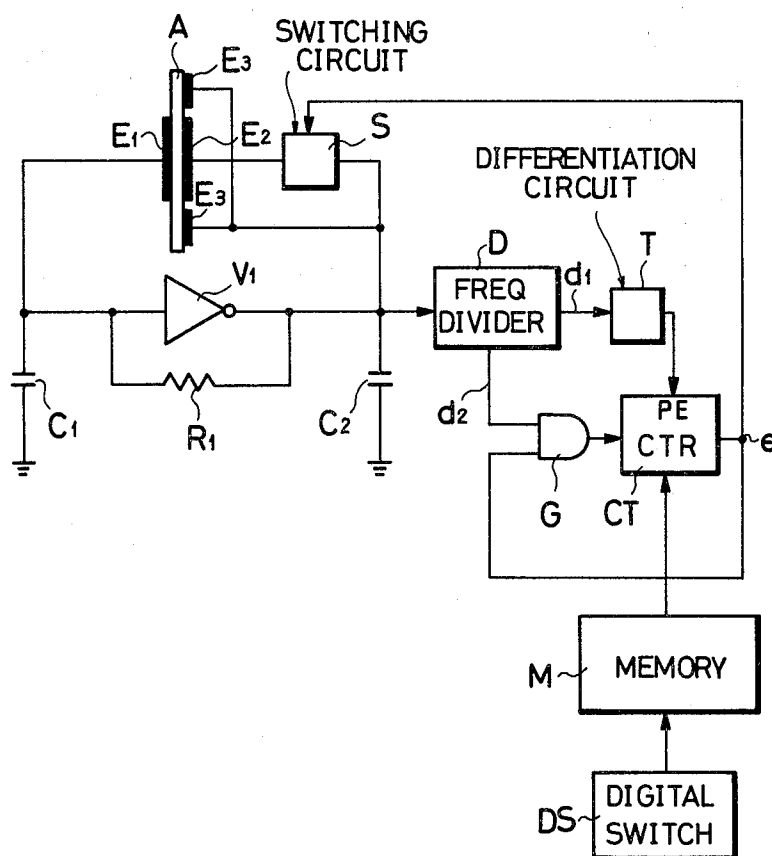 A
SWITCHING
CIRCUIT
E3
S
E1
E2
DIFFERENTIATION
CIRCUIT
E3
D
T
V1
d1
FREQ
DIVIDER
C1
R1
C2
d2
PE
CTR
e
G
CT
M
MEMORY
DS
DIGITAL
SWITCH